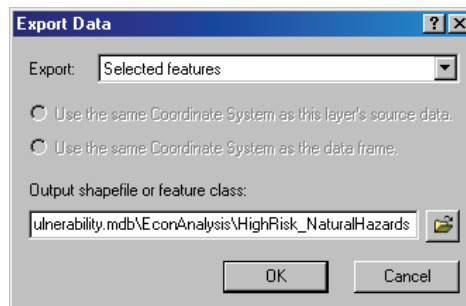 Export Data
Export: Selected features
Use the same Coordinate System as this layer's source data.
Use the same Coordinate System as the data frame.
Output shapefile or feature class:
ulnerability.mdb\EconAnalysis\HighRisk_NaturalHazards
OK Cancel